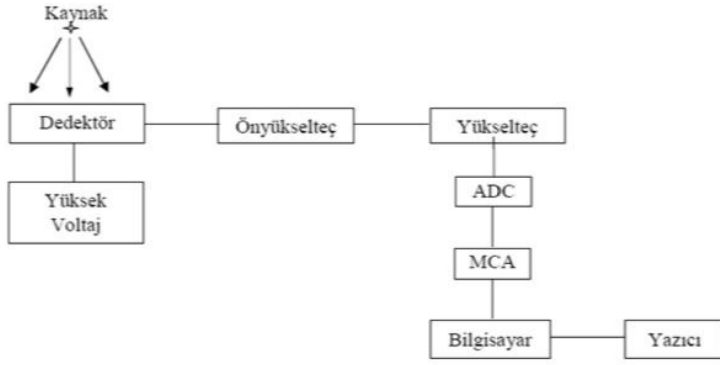 Kaynak
Dedektör
Önyükselteç
Yükselteç
Yüksek
Voltaj
ADC
MCA
Bilgisayar
Yazıcı